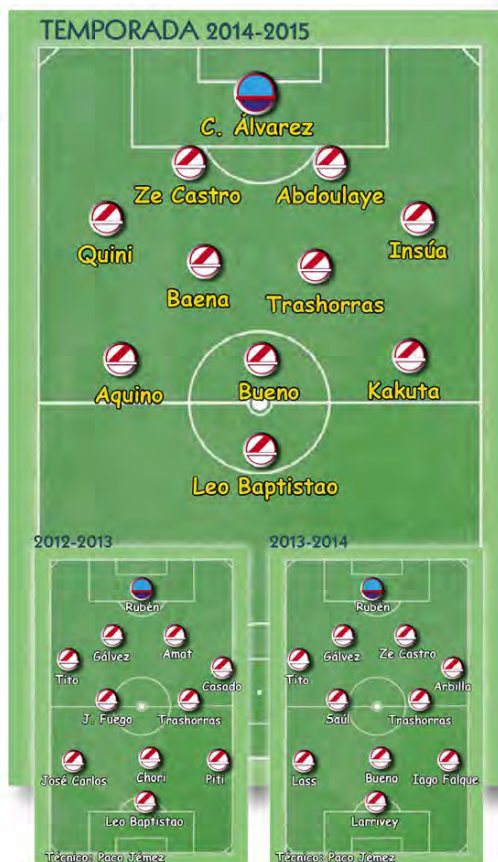 TEMPORADA 2014-2015
C. Álvarez
Ze Castro Abdoulaye
Quini Insúa
Baena Trashorras
Aquino Bueno Kakuta
Leo Baptistao
2012-2013
Rubén
Gálvez Amat
Tito Casado
J. Fuego Trashorras
José Carlos Chori Piti
Leo Baptistao
Técnico: Paco Jémez
2013-2014
Rubén
Gálvez Ze Castro
Tito Arbilla
Saúl Trashorras
Lass Bueno Iago Falque
Larrivey
Técnico: Paco Jémez